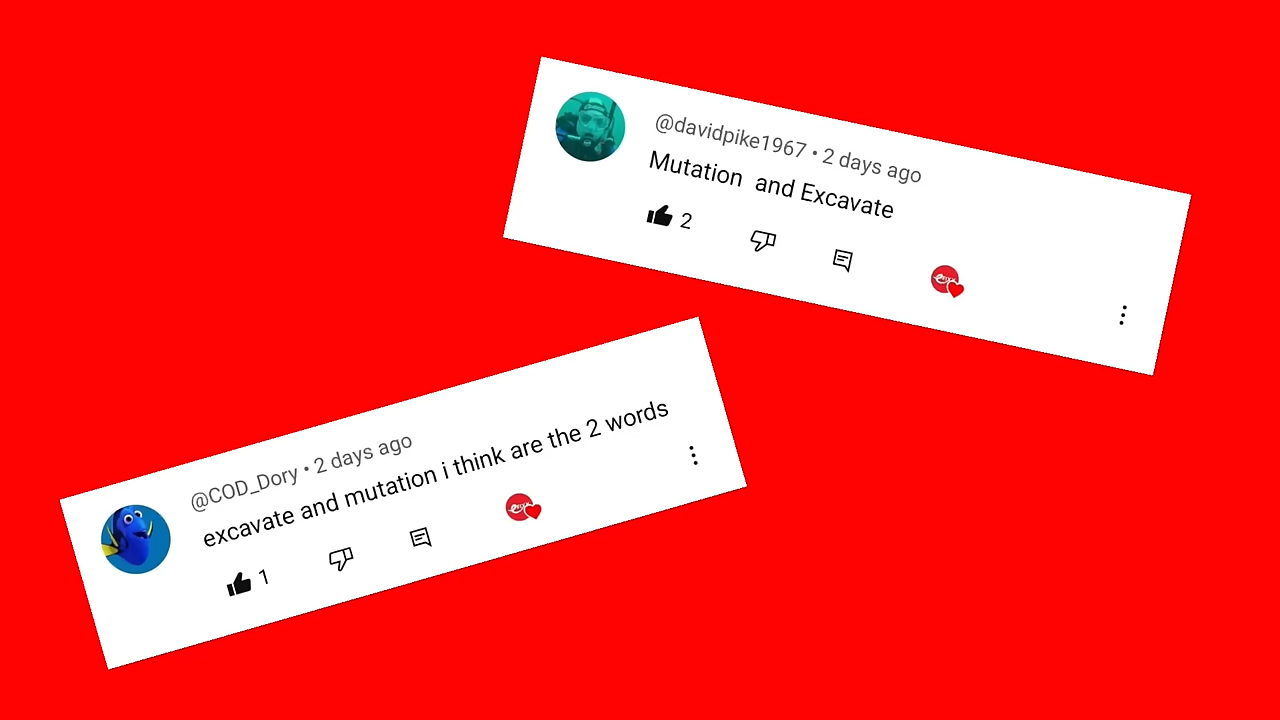 @davidpike1967 • 2 days ago
Mutation  and Excavate
2
@COD_Dory • 2 days ago
excavate and mutation i think are the 2 words
1